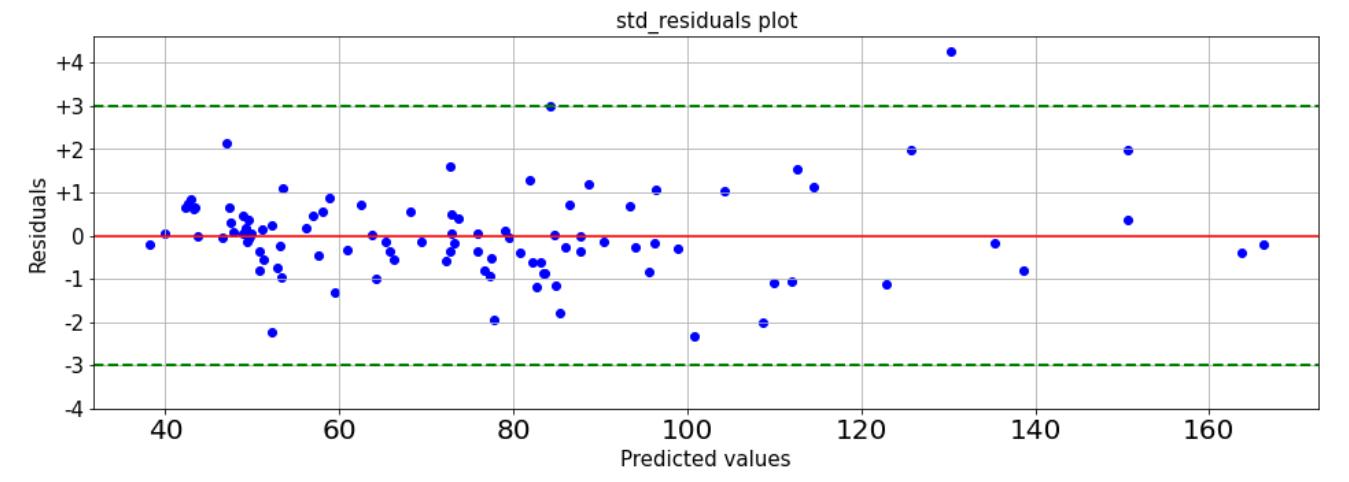 std_residuals plot
+4
+3
+2
+1
0
-1
-2
-3
-4
Residuals
40 60 80 100 120 140 160
Predicted values